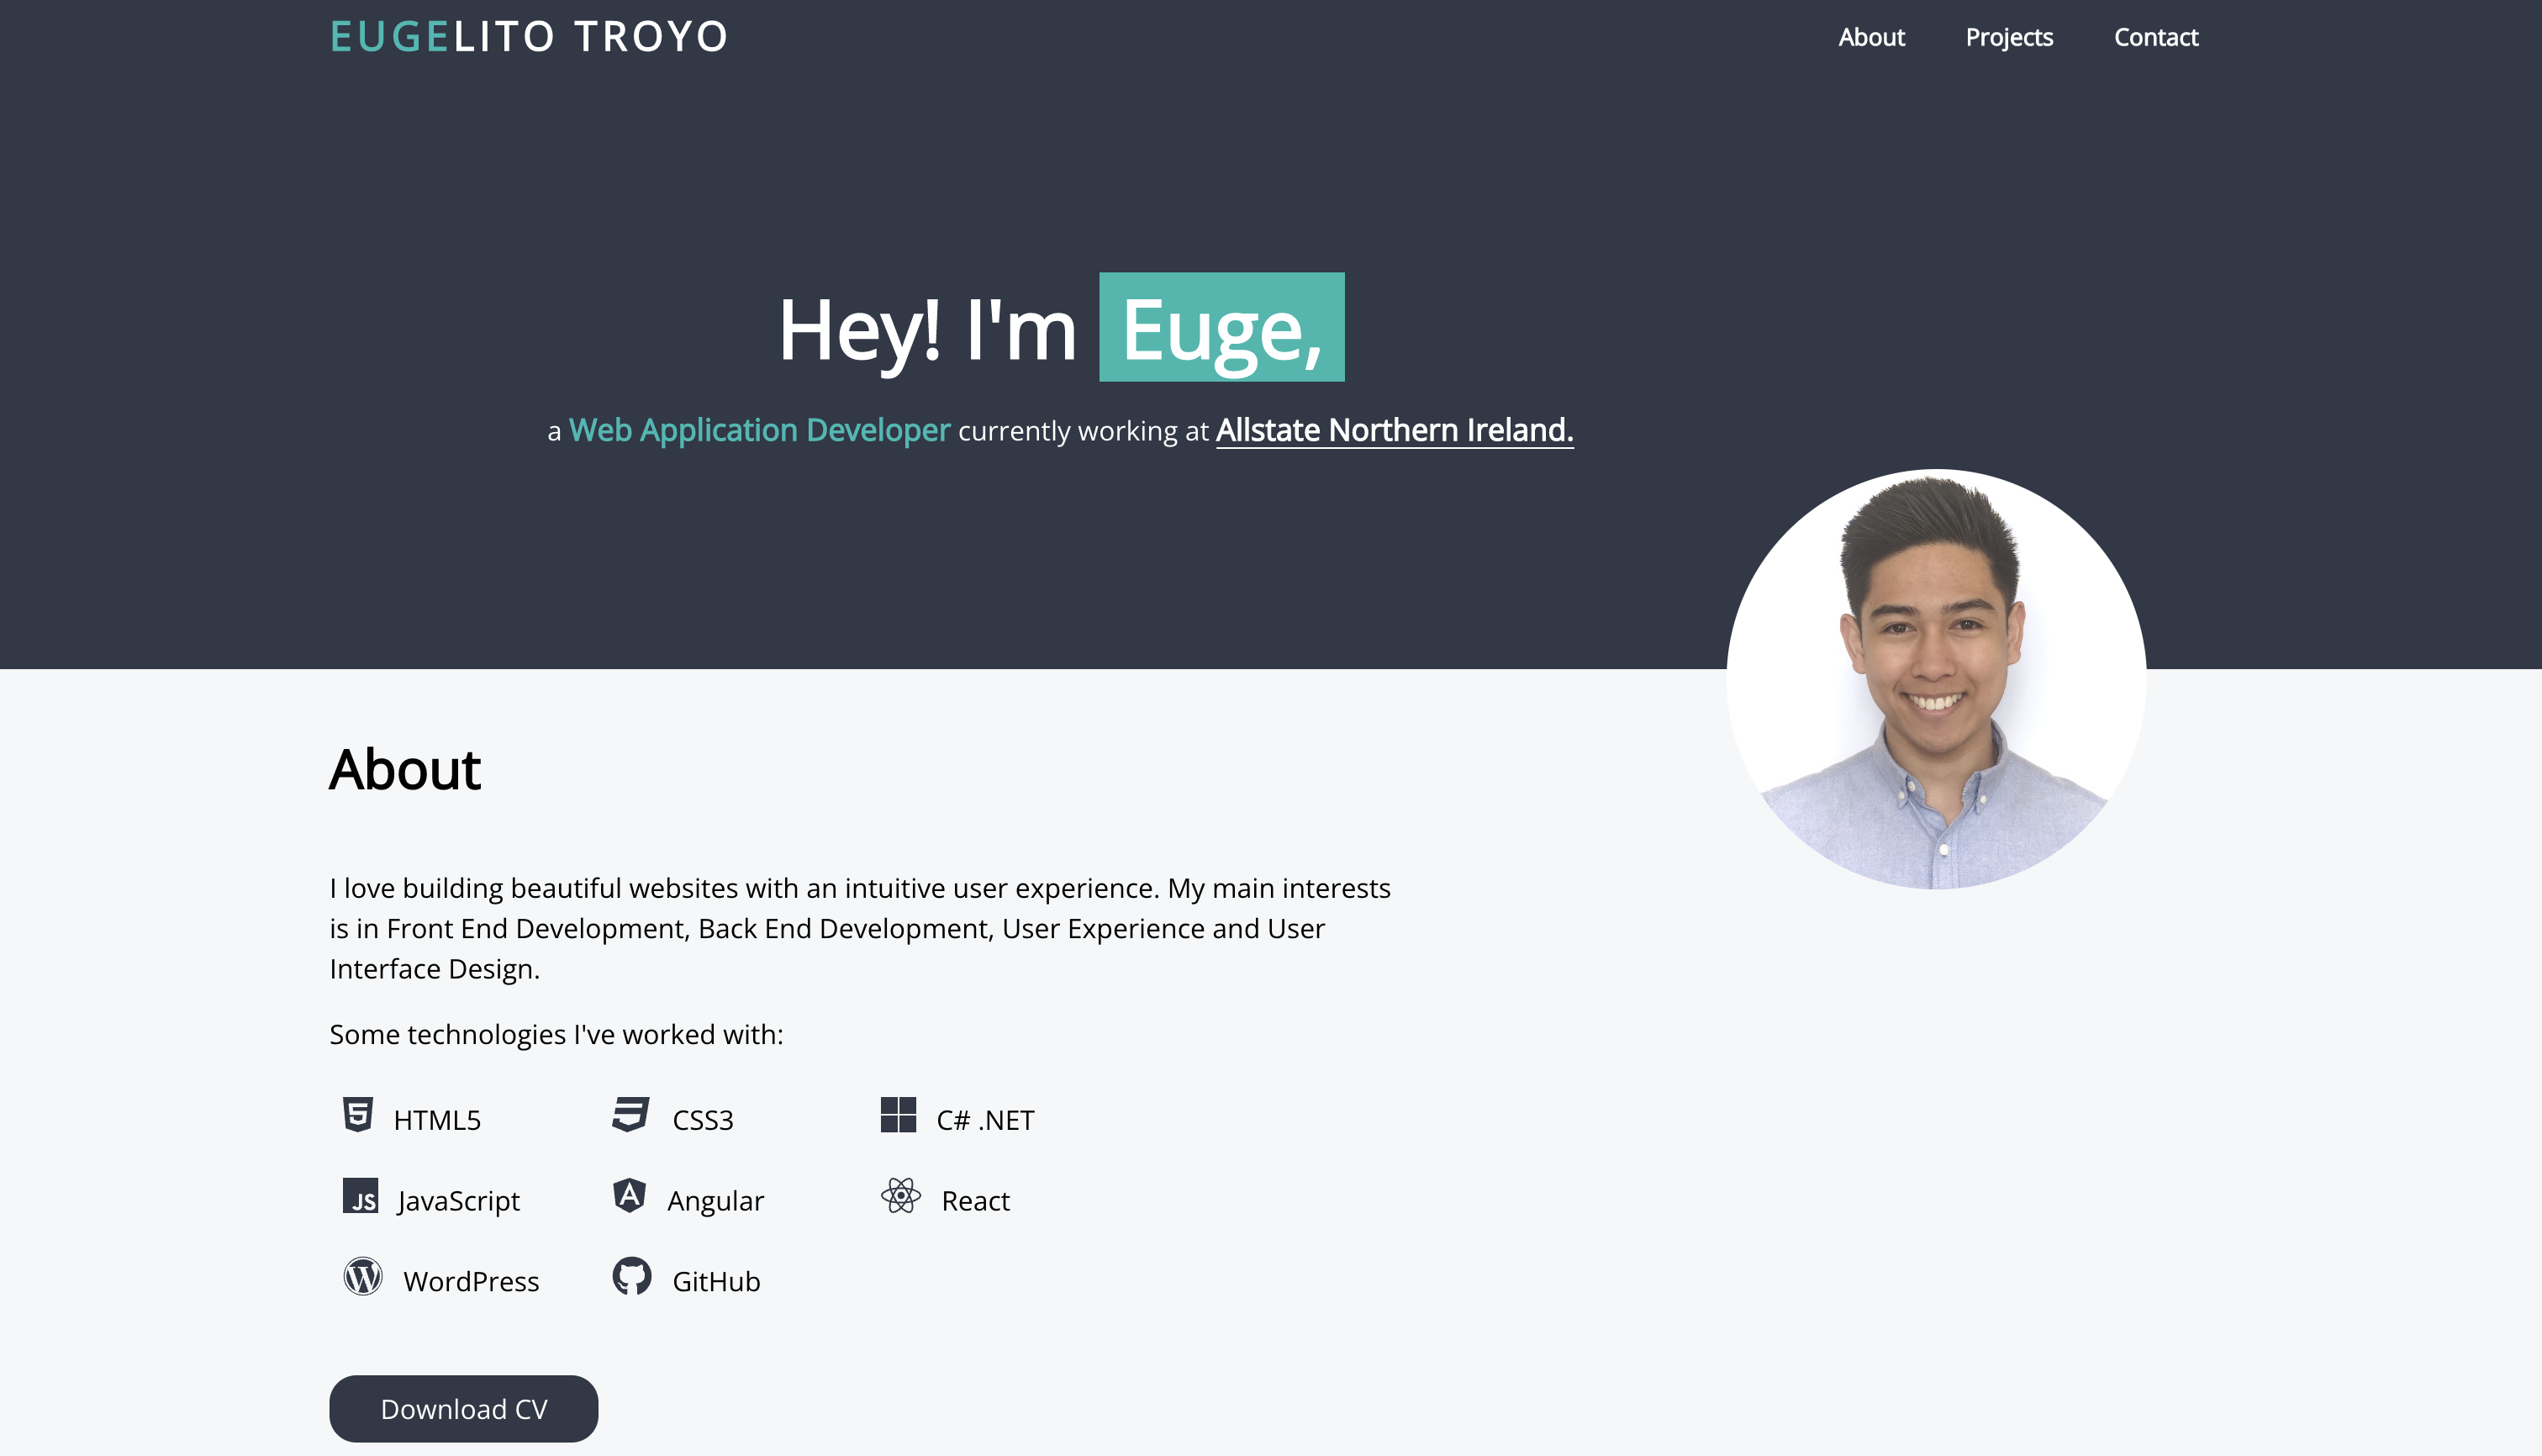 EUGELITO TROYO
About Projects Contact
Hey! I'm Euge,
a Web Application Developer currently working at Allstate Northern Ireland.
About
I love building beautiful websites with an intuitive user experience. My main interests
is in Front End Development, Back End Development, User Experience and User
Interface Design.
Some technologies I've worked with:
HTML5 CSS3 C# .NET
JS JavaScript Angular React
WordPress GitHub
Download CV